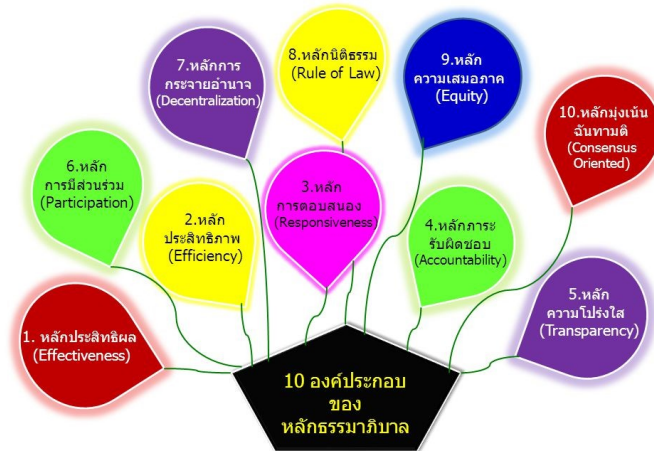 7.หลักการ
กระจายอำนาจ
(Decentralization)
8.หลักนิติธรรม
(Rule of Law)
9.หลัก
ความเสมอภาค
(Equity)
10.หลักมุ่งเน้น
ฉันทามติ
(Consensus
Oriented)
6.หลัก
การมีส่วนร่วม
(Participation)
2.หลัก
ประสิทธิภาพ
(Efficiency)
3.หลัก
การตอบสนอง
(Responsiveness)
4.หลักภาระ
รับผิดชอบ
(Accountability)
5.หลัก
ความโปร่งใส
(Transparency)
1. หลักประสิทธิผล
(Effectiveness)
10 องค์ประกอบ
ของ
หลักธรรมาภิบาล